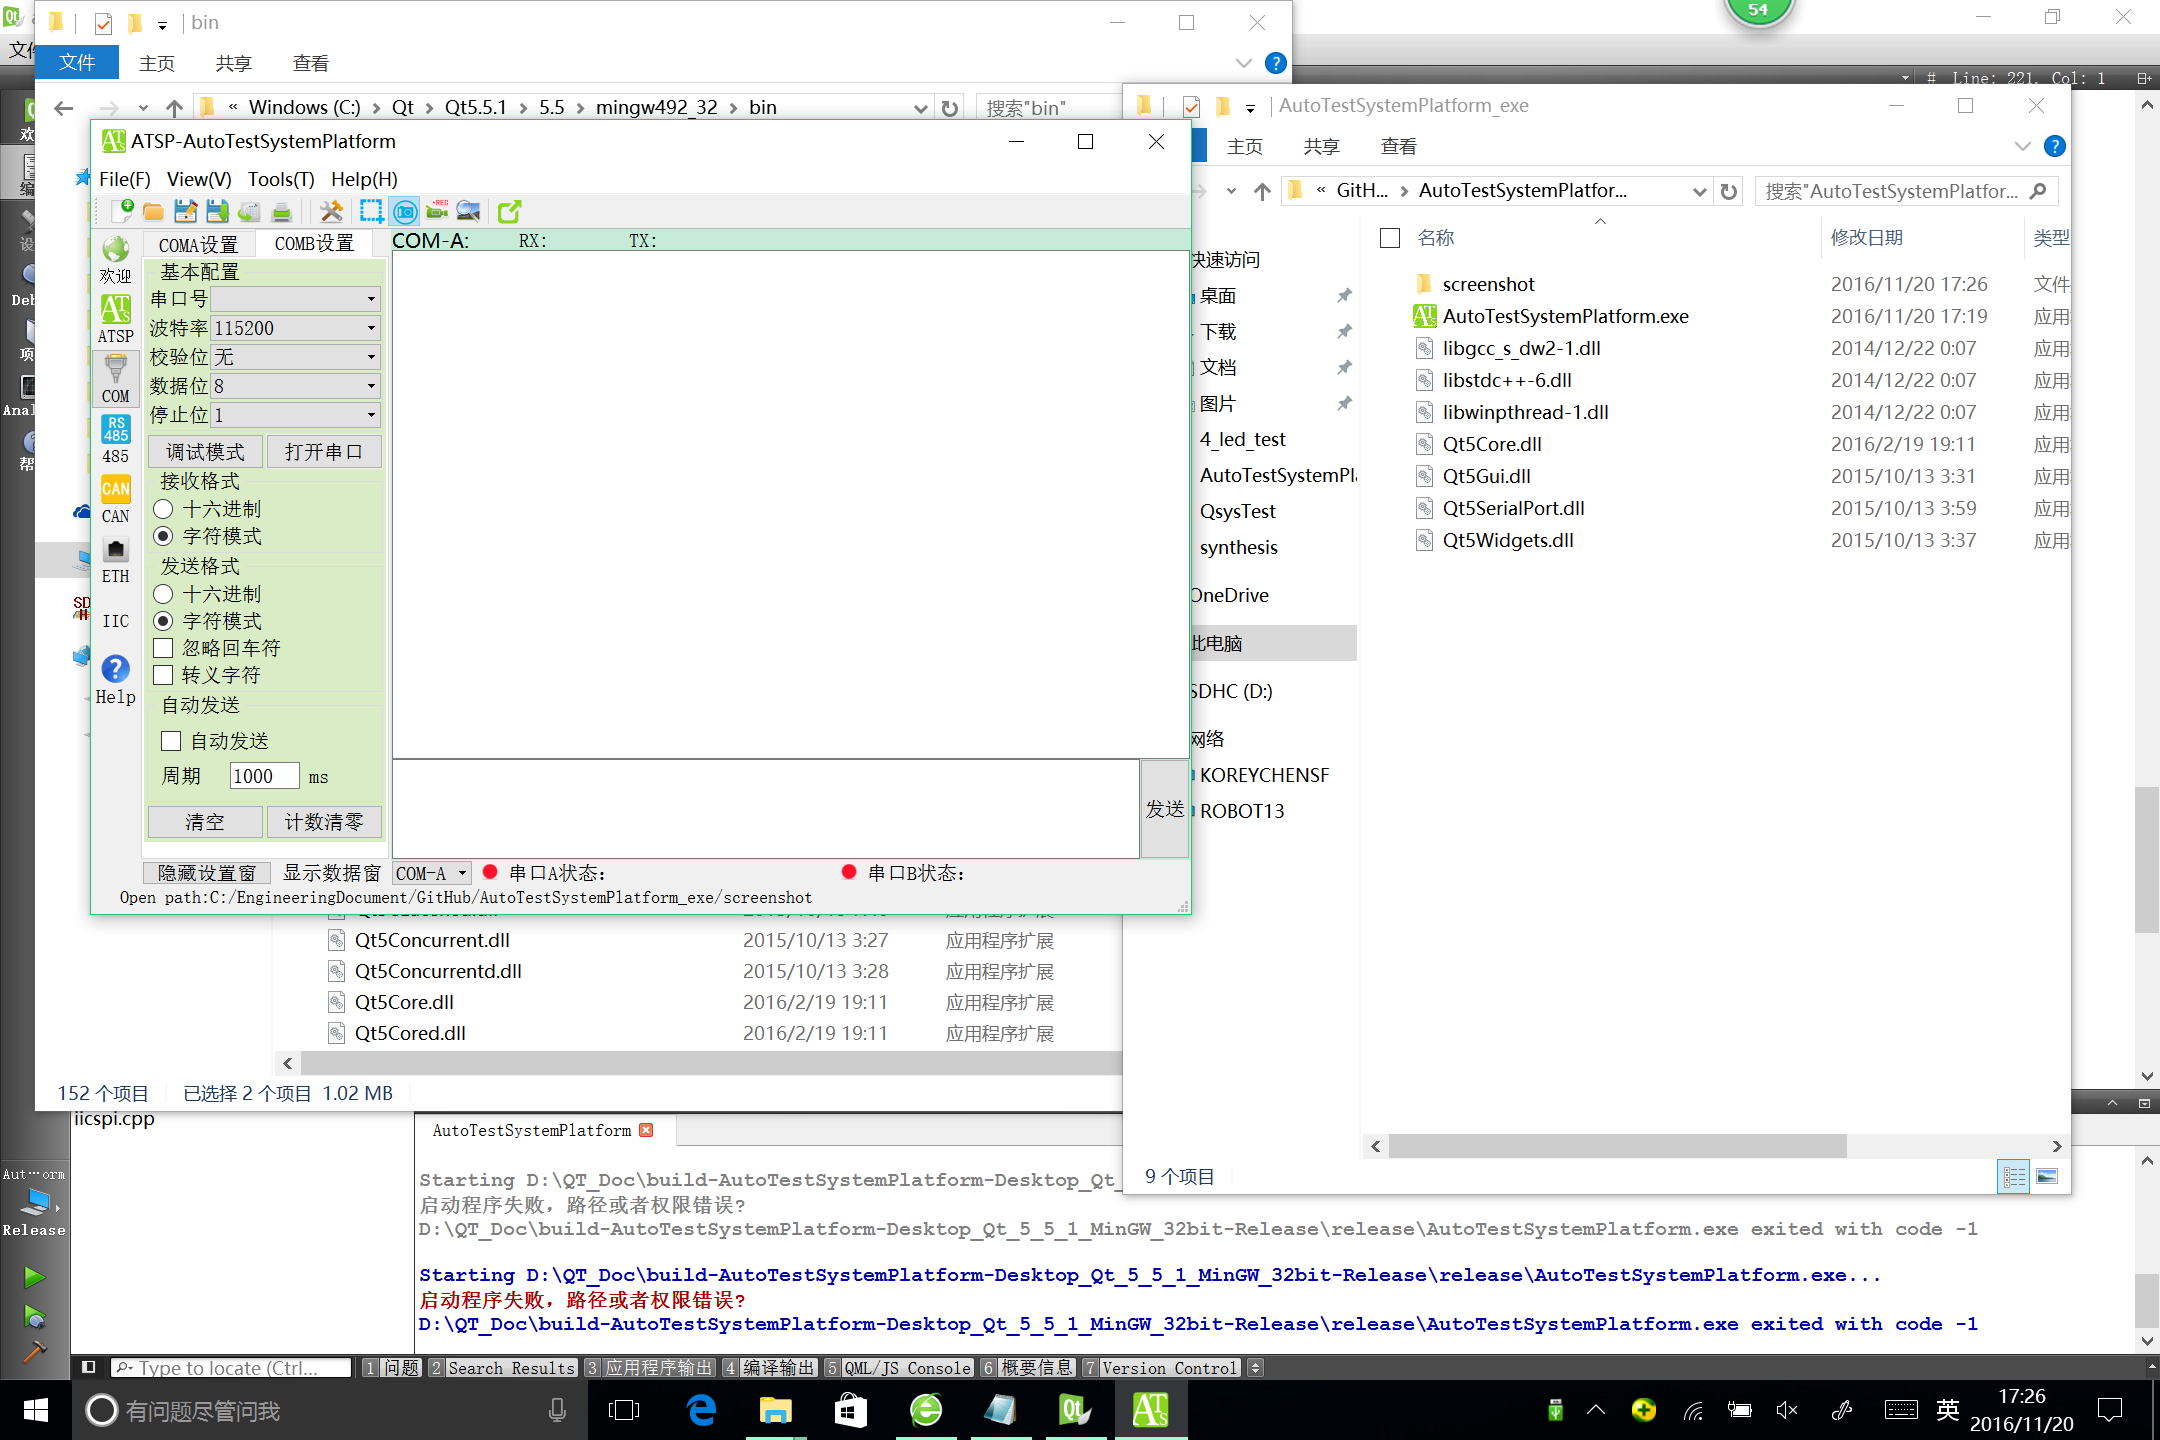 bin
54
文件
主页
共享
查看
# Line: 221, Col: 1
« Windows (C:) > Qt > Qt5.5.1 > 5.5 > mingw492_32 > bin
搜索"bin"
AutoTestSystemPlatform_exe
主页
共享
查看
« GitH... > AutoTestSystemPlatfor...
搜索"AutoTestSystemPlatfor...
名称
修改日期
类型
screenshot
2016/11/20 17:26
文件
AutoTestSystemPlatform.exe
2016/11/20 17:19
应用
libgcc_s_dw2-1.dll
2014/12/22 0:07
应用
libstdc++-6.dll
2014/12/22 0:07
应用
libwinpthread-1.dll
2014/12/22 0:07
应用
Qt5Core.dll
2016/2/19 19:11
应用
Qt5Gui.dll
2015/10/13 3:31
应用
Qt5SerialPort.dll
2015/10/13 3:59
应用
Qt5Widgets.dll
2015/10/13 3:37
应用
快速访问
桌面
下载
文档
图片
4_led_test
AutoTestSystemPl
QsysTest
synthesis
OneDrive
此电脑
SDHC (D:)
网络
KOREYCHENSF
ROBOT13
9 个项目
ATSP-AutoTestSystemPlatform
File(F) View(V) Tools(T) Help(H)
欢迎
ATSP
COM
RS
485
485
CAN
CAN
ETH
IIC
Help
COMA设置
COMB设置
基本配置
串口号
波特率 115200
校验位 无
数据位 8
停止位 1
调试模式
打开串口
接收格式
十六进制
字符模式
发送格式
十六进制
字符模式
忽略回车符
转义字符
自动发送
自动发送
周期 1000 ms
清空
计数清零
COM-A: RX: TX:
发送
隐藏设置窗
显示数据窗
COM-A
串口A状态:
串口B状态:
Open path:C:/EngineeringDocument/GitHub/AutoTestSystemPlatform_exe/screenshot
Qt5Concurrent.dll
2015/10/13 3:27
应用程序扩展
Qt5Concurrentd.dll
2015/10/13 3:28
应用程序扩展
Qt5Core.dll
2016/2/19 19:11
应用程序扩展
Qt5Cored.dll
2016/2/19 19:11
应用程序扩展
152 个项目
已选择 2 个项目 1.02 MB
iicspi.cpp
AutoTestSystemPlatform
Starting D:\QT_Doc\build-AutoTestSystemPlatform-Desktop_Qt_
启动程序失败，路径或者权限错误?
D:\QT_Doc\build-AutoTestSystemPlatform-Desktop_Qt_5_5_1_MinGW_32bit-Release\release\AutoTestSystemPlatform.exe exited with code -1
Starting D:\QT_Doc\build-AutoTestSystemPlatform-Desktop_Qt_5_5_1_MinGW_32bit-Release\release\AutoTestSystemPlatform.exe...
启动程序失败，路径或者权限错误?
D:\QT_Doc\build-AutoTestSystemPlatform-Desktop_Qt_5_5_1_MinGW_32bit-Release\release\AutoTestSystemPlatform.exe exited with code -1
Aut…orm
Release
Type to locate (Ctrl...
1 问题
2 Search Results
3 应用程序输出
4 编译输出
5 QML/JS Console
6 概要信息
7 Version Control
有问题尽管问我
英
17:26
2016/11/20